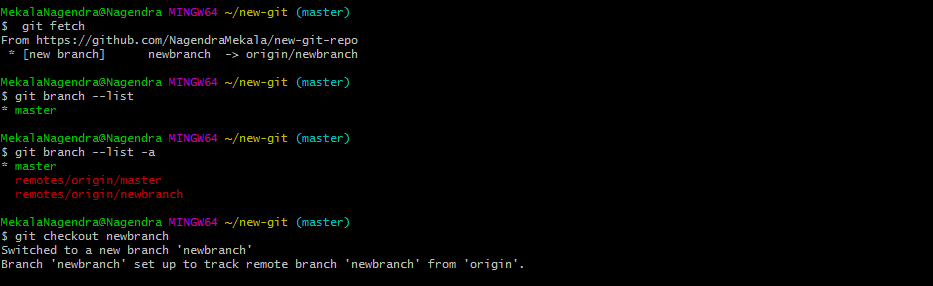 MekalaNagendra@Nagendra MINGW64 ~/new-git (master)
$  git fetch
From https://github.com/NagendraMekala/new-git-repo
 * [new branch]      newbranch  -> origin/newbranch

MekalaNagendra@Nagendra MINGW64 ~/new-git (master)
$ git branch --list
* master

MekalaNagendra@Nagendra MINGW64 ~/new-git (master)
$ git branch --list -a
* master
  remotes/origin/master
  remotes/origin/newbranch

MekalaNagendra@Nagendra MINGW64 ~/new-git (master)
$ git checkout newbranch
Switched to a new branch 'newbranch'
Branch 'newbranch' set up to track remote branch 'newbranch' from 'origin'.